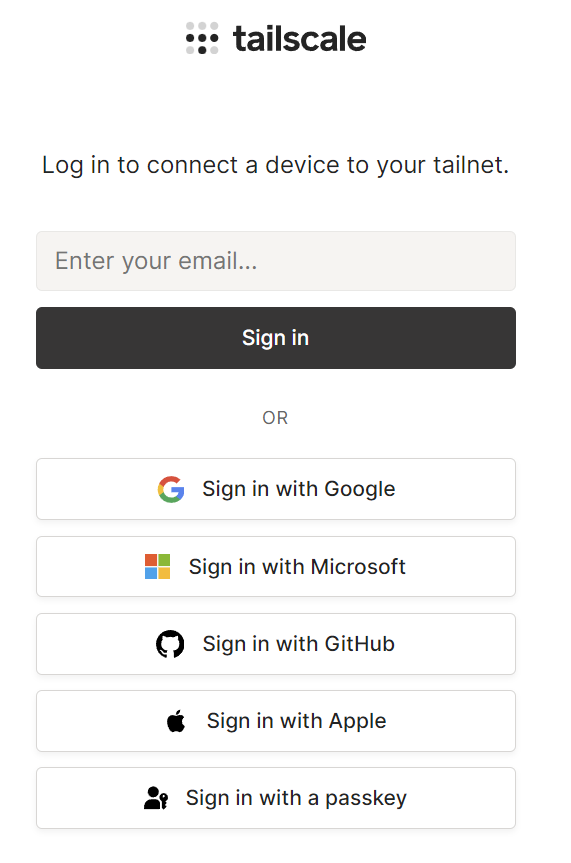 tailscale
Log in to connect a device to your tailnet.
Enter your email...
Sign in
OR
Sign in with Google
Sign in with Microsoft
Sign in with GitHub
Sign in with Apple
Sign in with a passkey